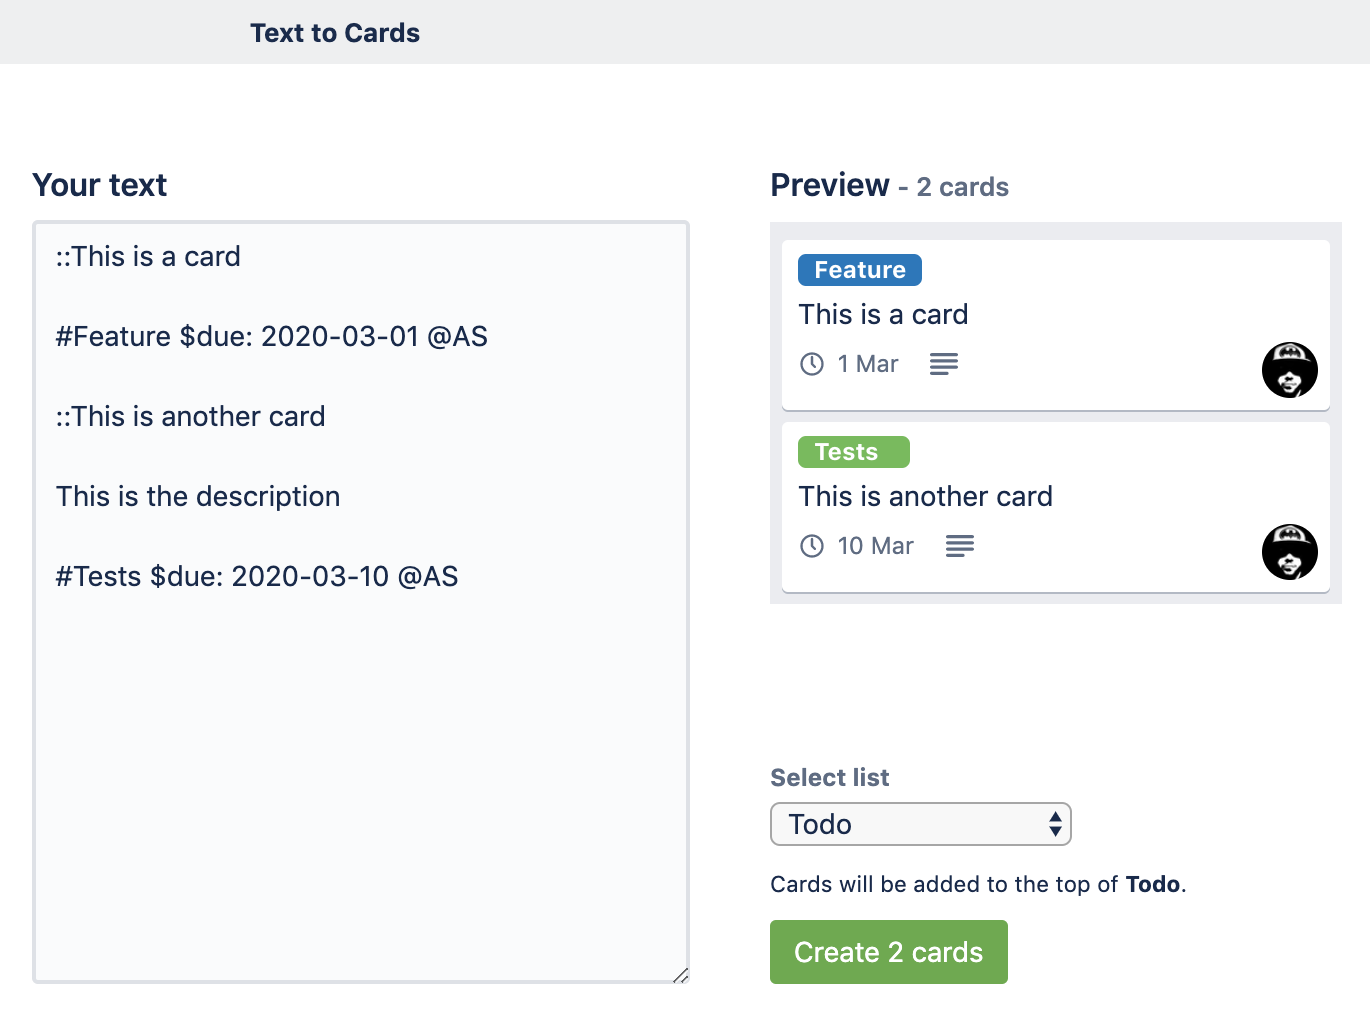 Text to Cards
Your text
::This is a card
#Feature $due: 2020-03-01 @AS
::This is another card
This is the description
#Tests $due: 2020-03-10 @AS
Preview - 2 cards
Feature
This is a card
1 Mar
Tests
This is another card
10 Mar
Select list
Todo
Cards will be added to the top of Todo.
Create 2 cards